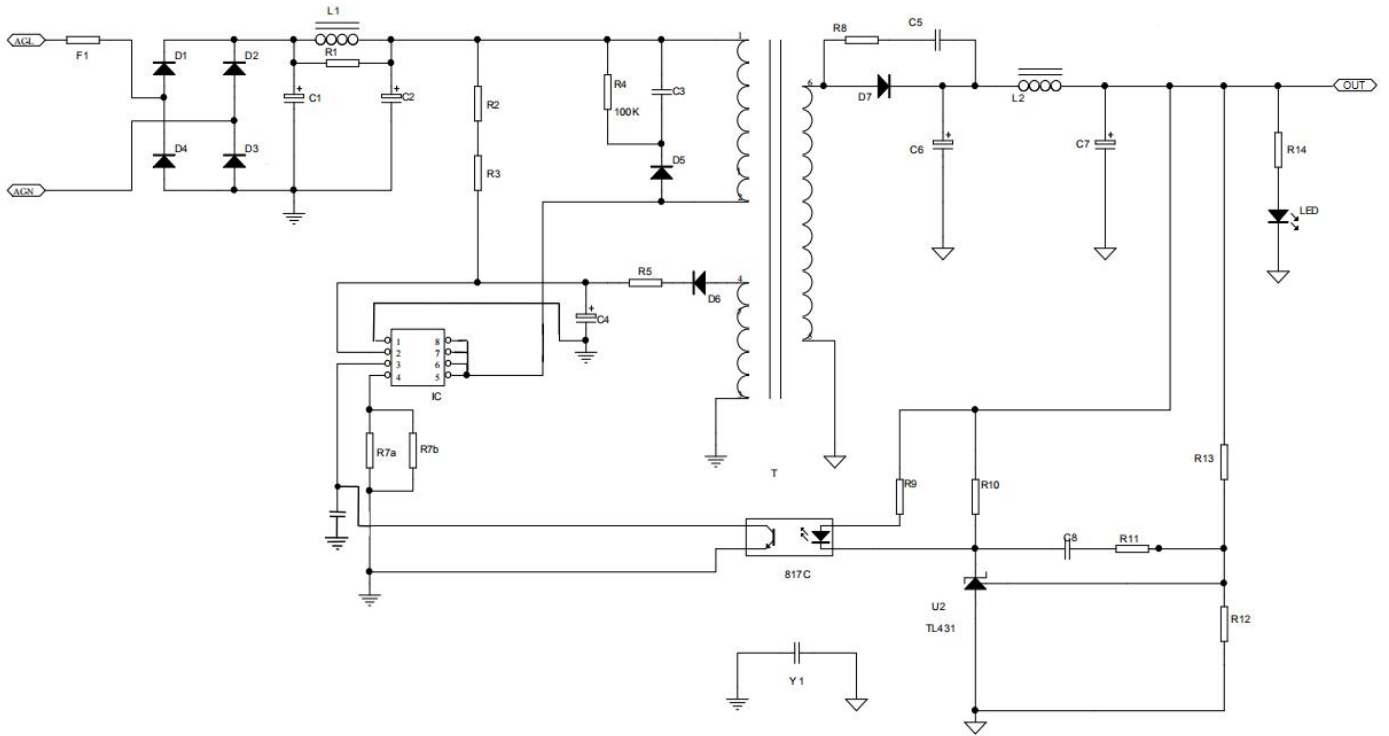 L1
C5
R8
AGL
F1
R1
D1
D2
C1
C2
R2
R4
100K
C3
D7
L2
OUT
D4
D3
R3
D5
C6
C7
R14
AGN
LED
R5
D6
C4
1
6
4
1
2
3
4
8
7
6
5
IC
R7a
R7b
T
R13
R9
R10
C8
R11
817C
U2
TL431
R12
Y1